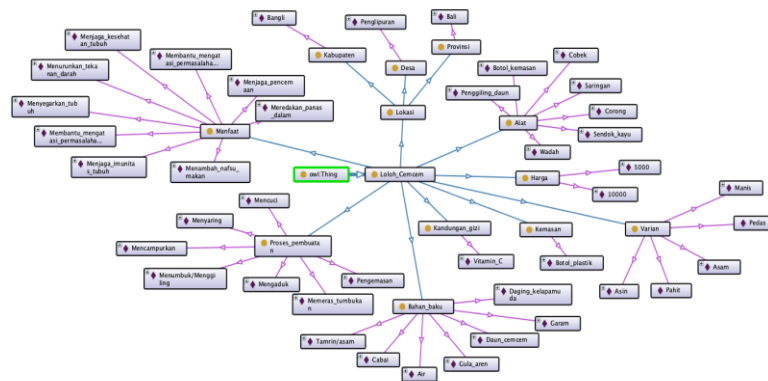 Bangli
Penglipuran
Bali
Menjaga_kesehat
an_tubuh
Kabupaten
Desa
Provinsi
Membantu_mengat
asi_permasalaha...
Menurunkan_teka
nan_darah
Menjaga_pencern
aan
Menyegarkan_tub
uh
Meredakan_panas
_dalam
Manfaat
Membantu_mengat
asi_permasalaha...
Menjaga_imunita
s_tubuh
Menambah_nafsu_
makan
Lokasi
Botol_kemasan
Cobek
Penggiling_daun
Saringan
Alat
Corong
Sendok_kayu
Wadah
owl:Thing
Loloh_Cemcem
Harga
5000
10000
Mencuci
Menyaring
Proses_pembuata
n
Mencampurkan
Menumbuk/Menggi
ling
Mengaduk
Pengemasan
Memeras_tumbuka
n
Kandungan_gizi
Vitamin_C
Kemasan
Botol_plastik
Varian
Manis
Pedas
Asam
Pahit
Asin
Bahan_baku
Daging_kelapamu
da
Garam
Daun_cemcem
Gula_aren
Air
Cabai
Tamrin/asam